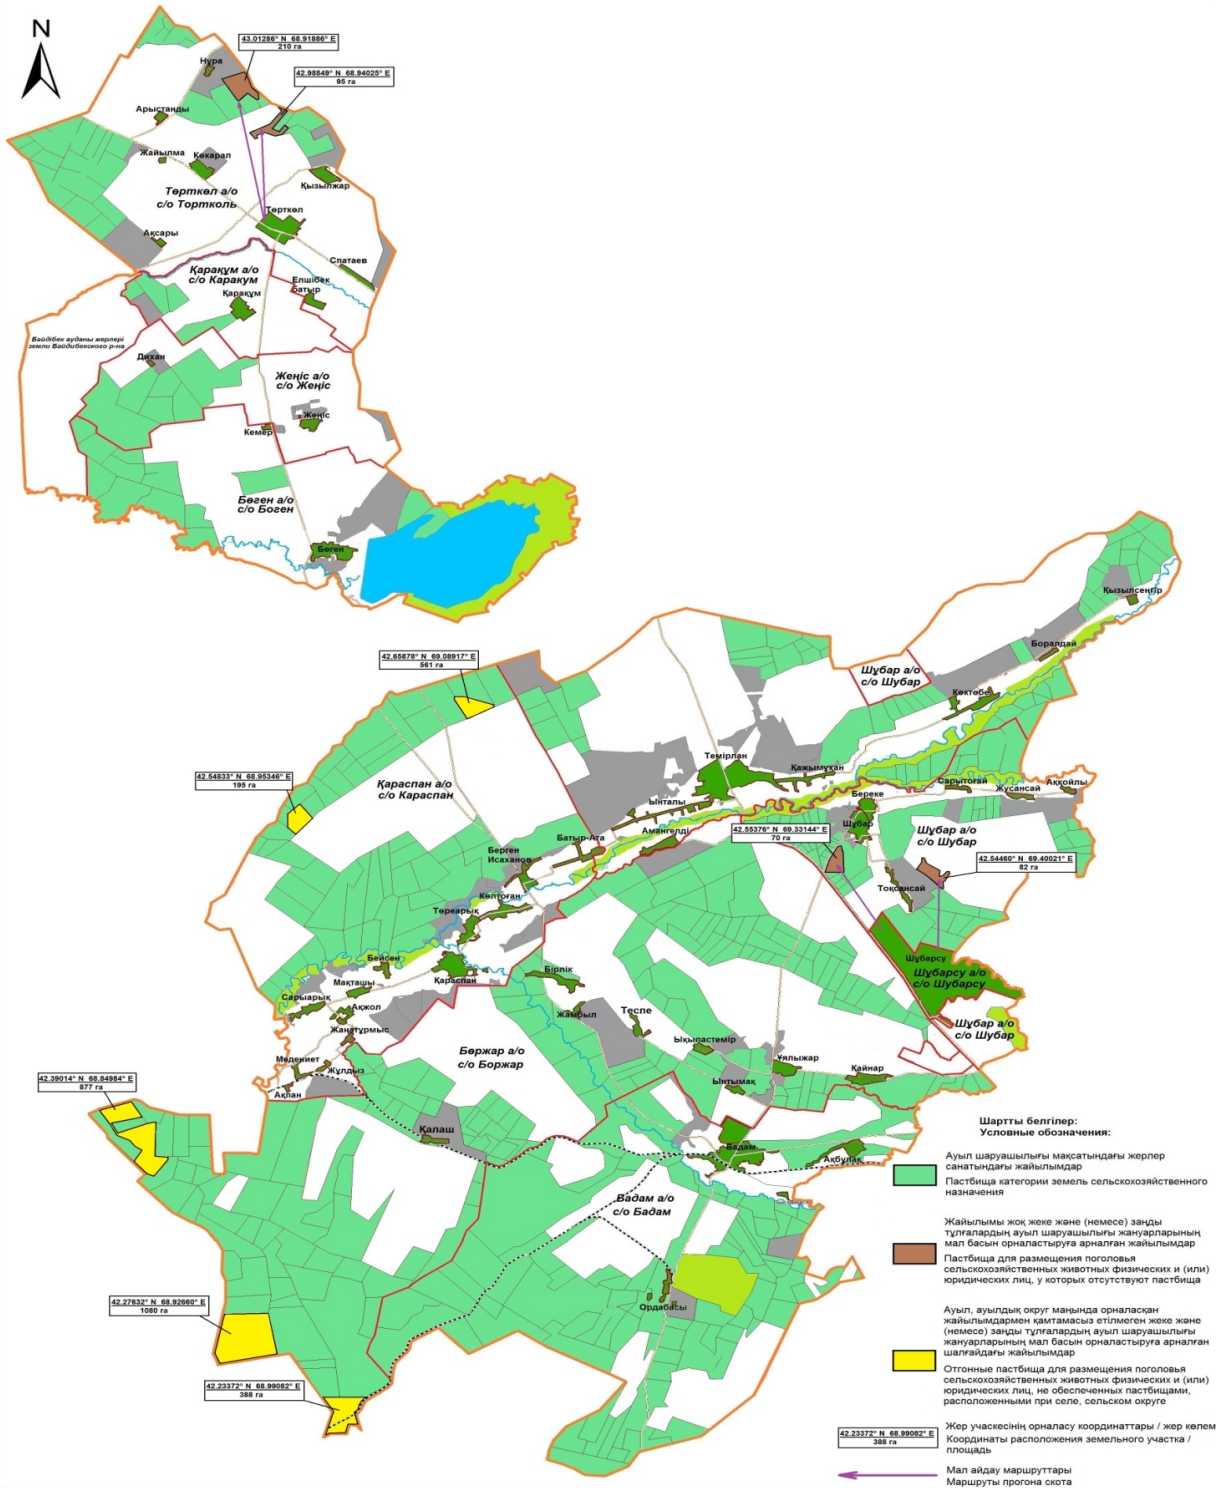 N
43.01286° N 68.91886° E
210 га
42.98849° N 68.94025° E
95 га
Нұра
Арыстанды
Жайылма
Көкарал
Қызылжар
Төрткөл а/о
с/о Торткөль
Төрткөл
Ақсары
Спатаев
Қарақұм а/о
с/о Каракум
Қарақұм
Елшібек
батыр
Бәйдібек ауданы жерлері
земли Байдибекского р-на
Дихан
Жеңіс а/о
с/о Жеңіс
Жеңіс
Кемер
Бөген а/о
с/о Боген
Бөген
Қызылсеңгір
Боралдай
Шұбар а/о
с/о Шубар
Көктөбе
42.65878° N 69.08917° E
561 га
Темірлан
Қажымұқан
42.54833° N 68.95346° E
195 га
Қараспан а/о
с/о Караспан
Ынталы
Береке
Сарытоғай
Жусансай
Аққойлы
Шұбар
Шұбар а/о
с/о Шубар
Амангелді
42.55376° N 69.33144° E
70 га
Батыр-Ата
Берген
Исаханов
42.54460° N 69.40021° E
82 га
Тоқсансай
Көлтоған
Төреарық
Бейсен
Мақташы
Қараспан
Бірлік
Шұбарсу
Шұбарсу а/о
с/о Шубарсу
Сарыарық
Ақжол
Жаңатұрмыс
Жамбыл
Теспе
Шұбар а/о
с/о Шубар
Бөржар а/о
с/о Боржар
Ықыластемір
Ұялыжар
Қайнар
Мәдениет
Жұлдыз
Ақпан
Ынтымақ
42.39014° N 68.84984° E
877 га
Қалаш
Бадам
Ақбұлақ
Бадам а/о
с/о Бадам
Ордабасы
42.27632° N 68.92660° E
1080 га
42.23372° N 68.99082° E
388 га
Шартты белгілер:
Условные обозначения:
Ауыл шаруашылығы мақсатындағы жерлер
санатындағы жайылымдар
Пастбища категории земель сельскохозяйственного
назначения
Жайылымы жоқ жеке және (немесе) заңды
тұлғалардың ауыл шаруашылығы жануарларының
мал басын орналастыруға арналған жайылымдар
Пастбища для размещения поголовья
сельскохозяйственных животных физических и (или)
юридических лиц, у которых отсутствуют пастбища
Ауыл, ауылдық округ маңында орналасқан
жайылымдармен қамтамасыз етілмеген жеке және
(немесе) заңды тұлғалардың ауыл шаруашылығы
жануарларының мал басын орналастыруға арналған
шалғайдағы жайылымдар
Отгонные пастбища для размещения поголовья
сельскохозяйственных животных физических и (или)
юридических лиц, не обеспеченных пастбищами,
расположенными при селе, сельском округе
42.23372° N 68.99082° E
388 га
Жер учаскесінің орналасу координаттары / жер көлемі
Координаты расположения земельного участка /
площадь
Мал айдау маршруттары
Маршруты прогона скота